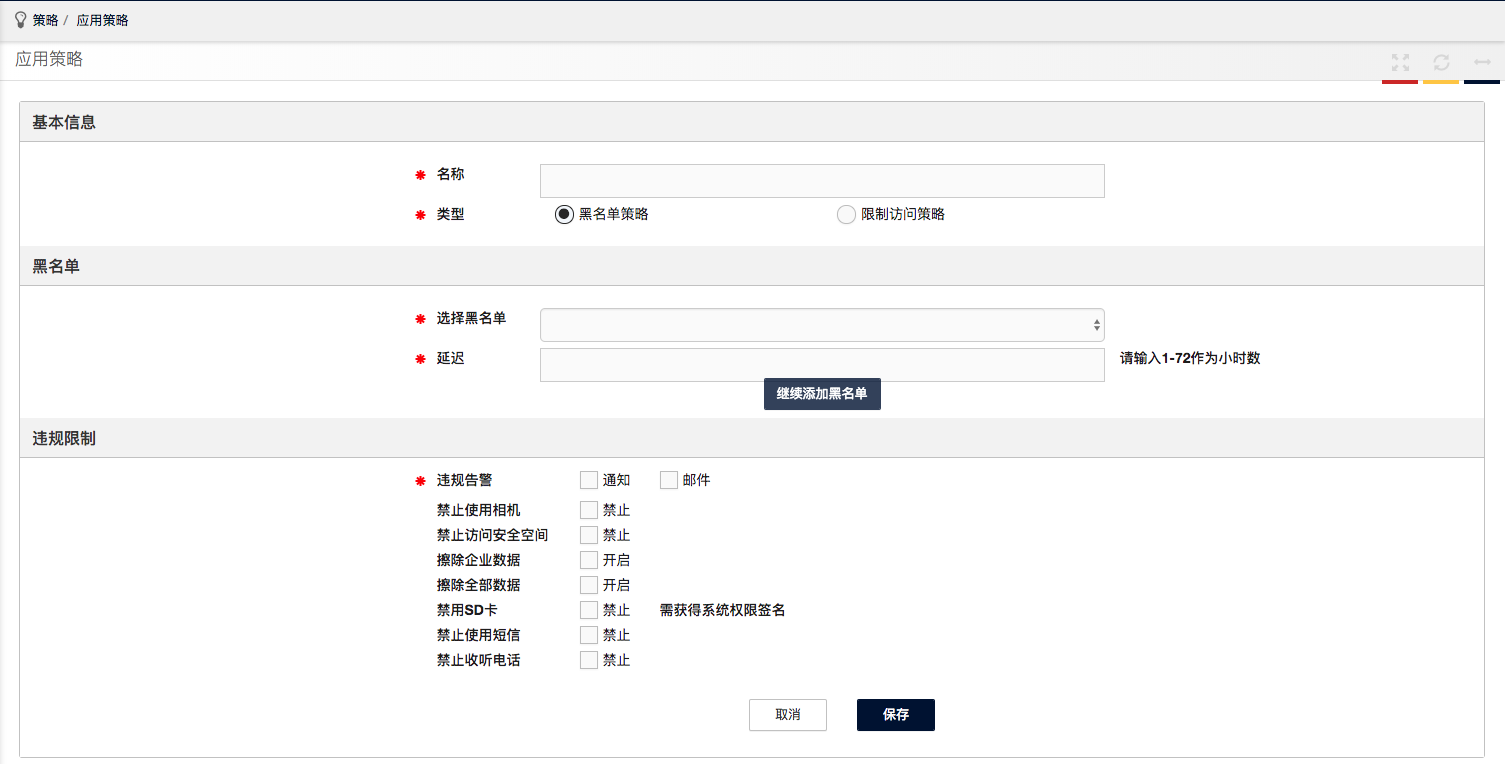 策略 / 应用策略
应用策略
基本信息
名称
类型 黑名单策略 限制访问策略
黑名单
选择黑名单
延迟 请输入1-72作为小时数
继续添加黑名单
违规限制
违规告警 通知 邮件
禁止使用相机 禁止
禁止访问安全空间 禁止
擦除企业数据 开启
擦除全部数据 开启
禁用SD卡 禁止 需获得系统权限签名
禁止使用短信 禁止
禁止收听电话 禁止
取消 保存